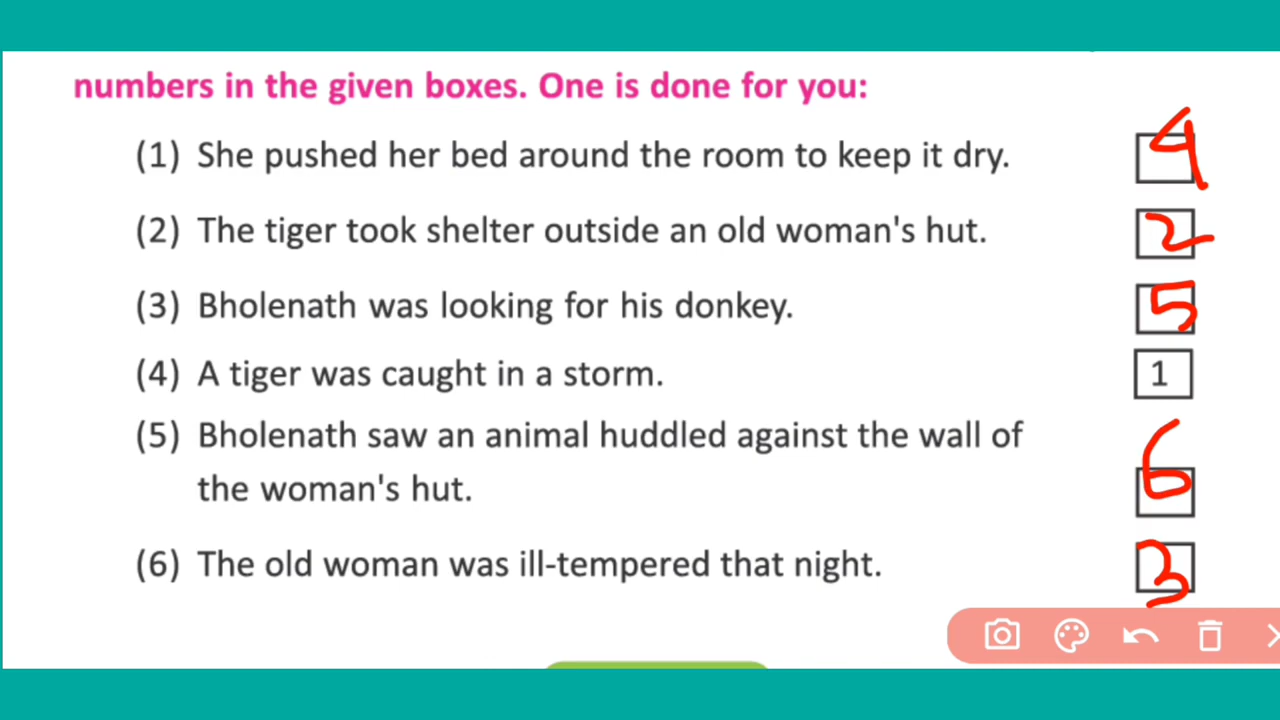 numbers in the given boxes. One is done for you:
(1) She pushed her bed around the room to keep it dry. 4
(2) The tiger took shelter outside an old woman's hut. 2
(3) Bholenath was looking for his donkey. 5
(4) A tiger was caught in a storm. 1
(5) Bholenath saw an animal huddled against the wall of
the woman's hut. 6
(6) The old woman was ill-tempered that night. 3